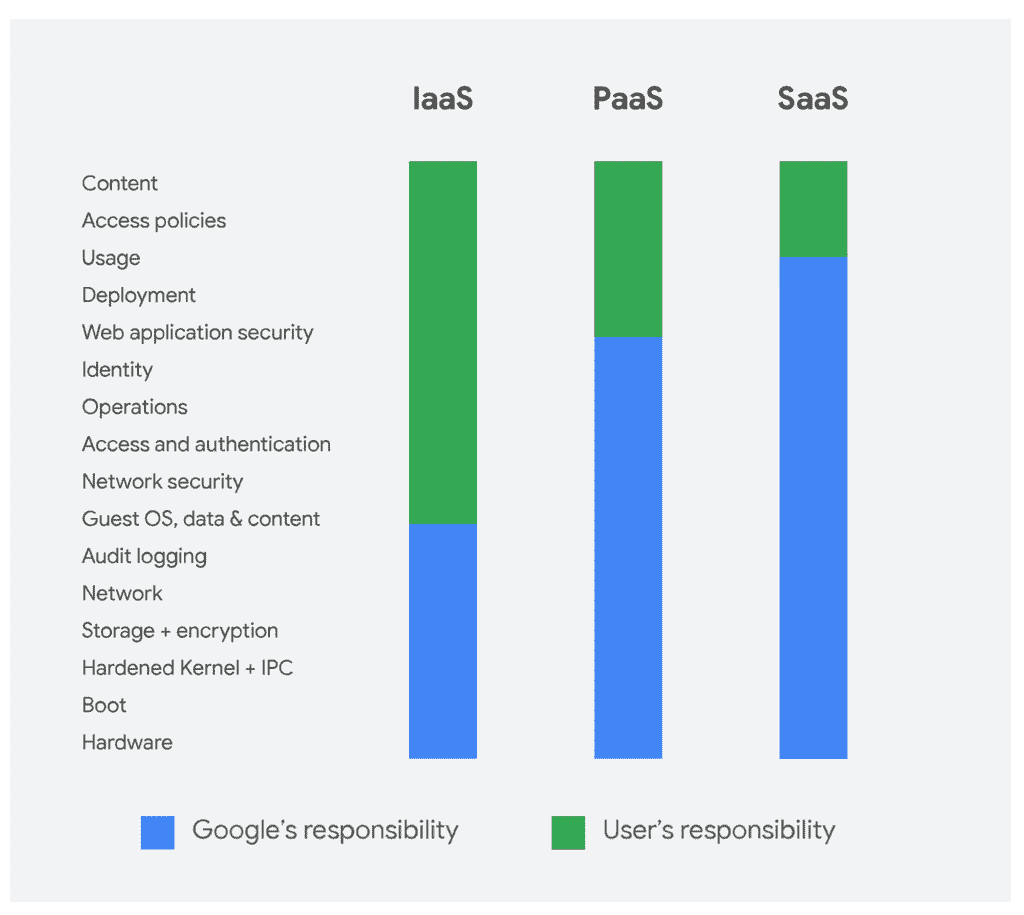 IaaS PaaS SaaS
Content
Access policies
Usage
Deployment
Web application security
Identity
Operations
Access and authentication
Network security
Guest OS, data & content
Audit logging
Network
Storage + encryption
Hardened Kernel + IPC
Boot
Hardware
Google's responsibility User's responsibility